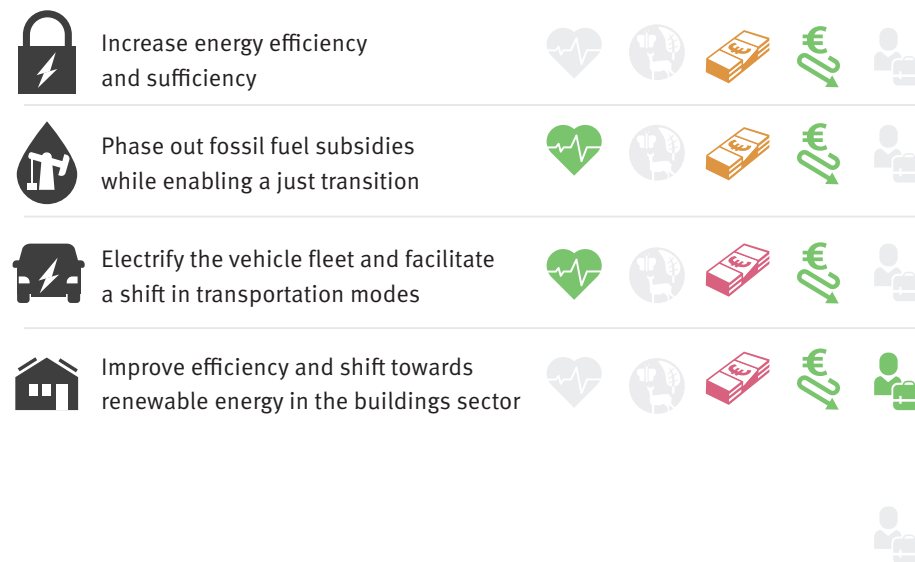 Increase energy efficiency
and sufficiency
Phase out fossil fuel subsidies
while enabling a just transition
Electrify the vehicle fleet and facilitate
a shift in transportation modes
Improve efficiency and shift towards
renewable energy in the buildings sector